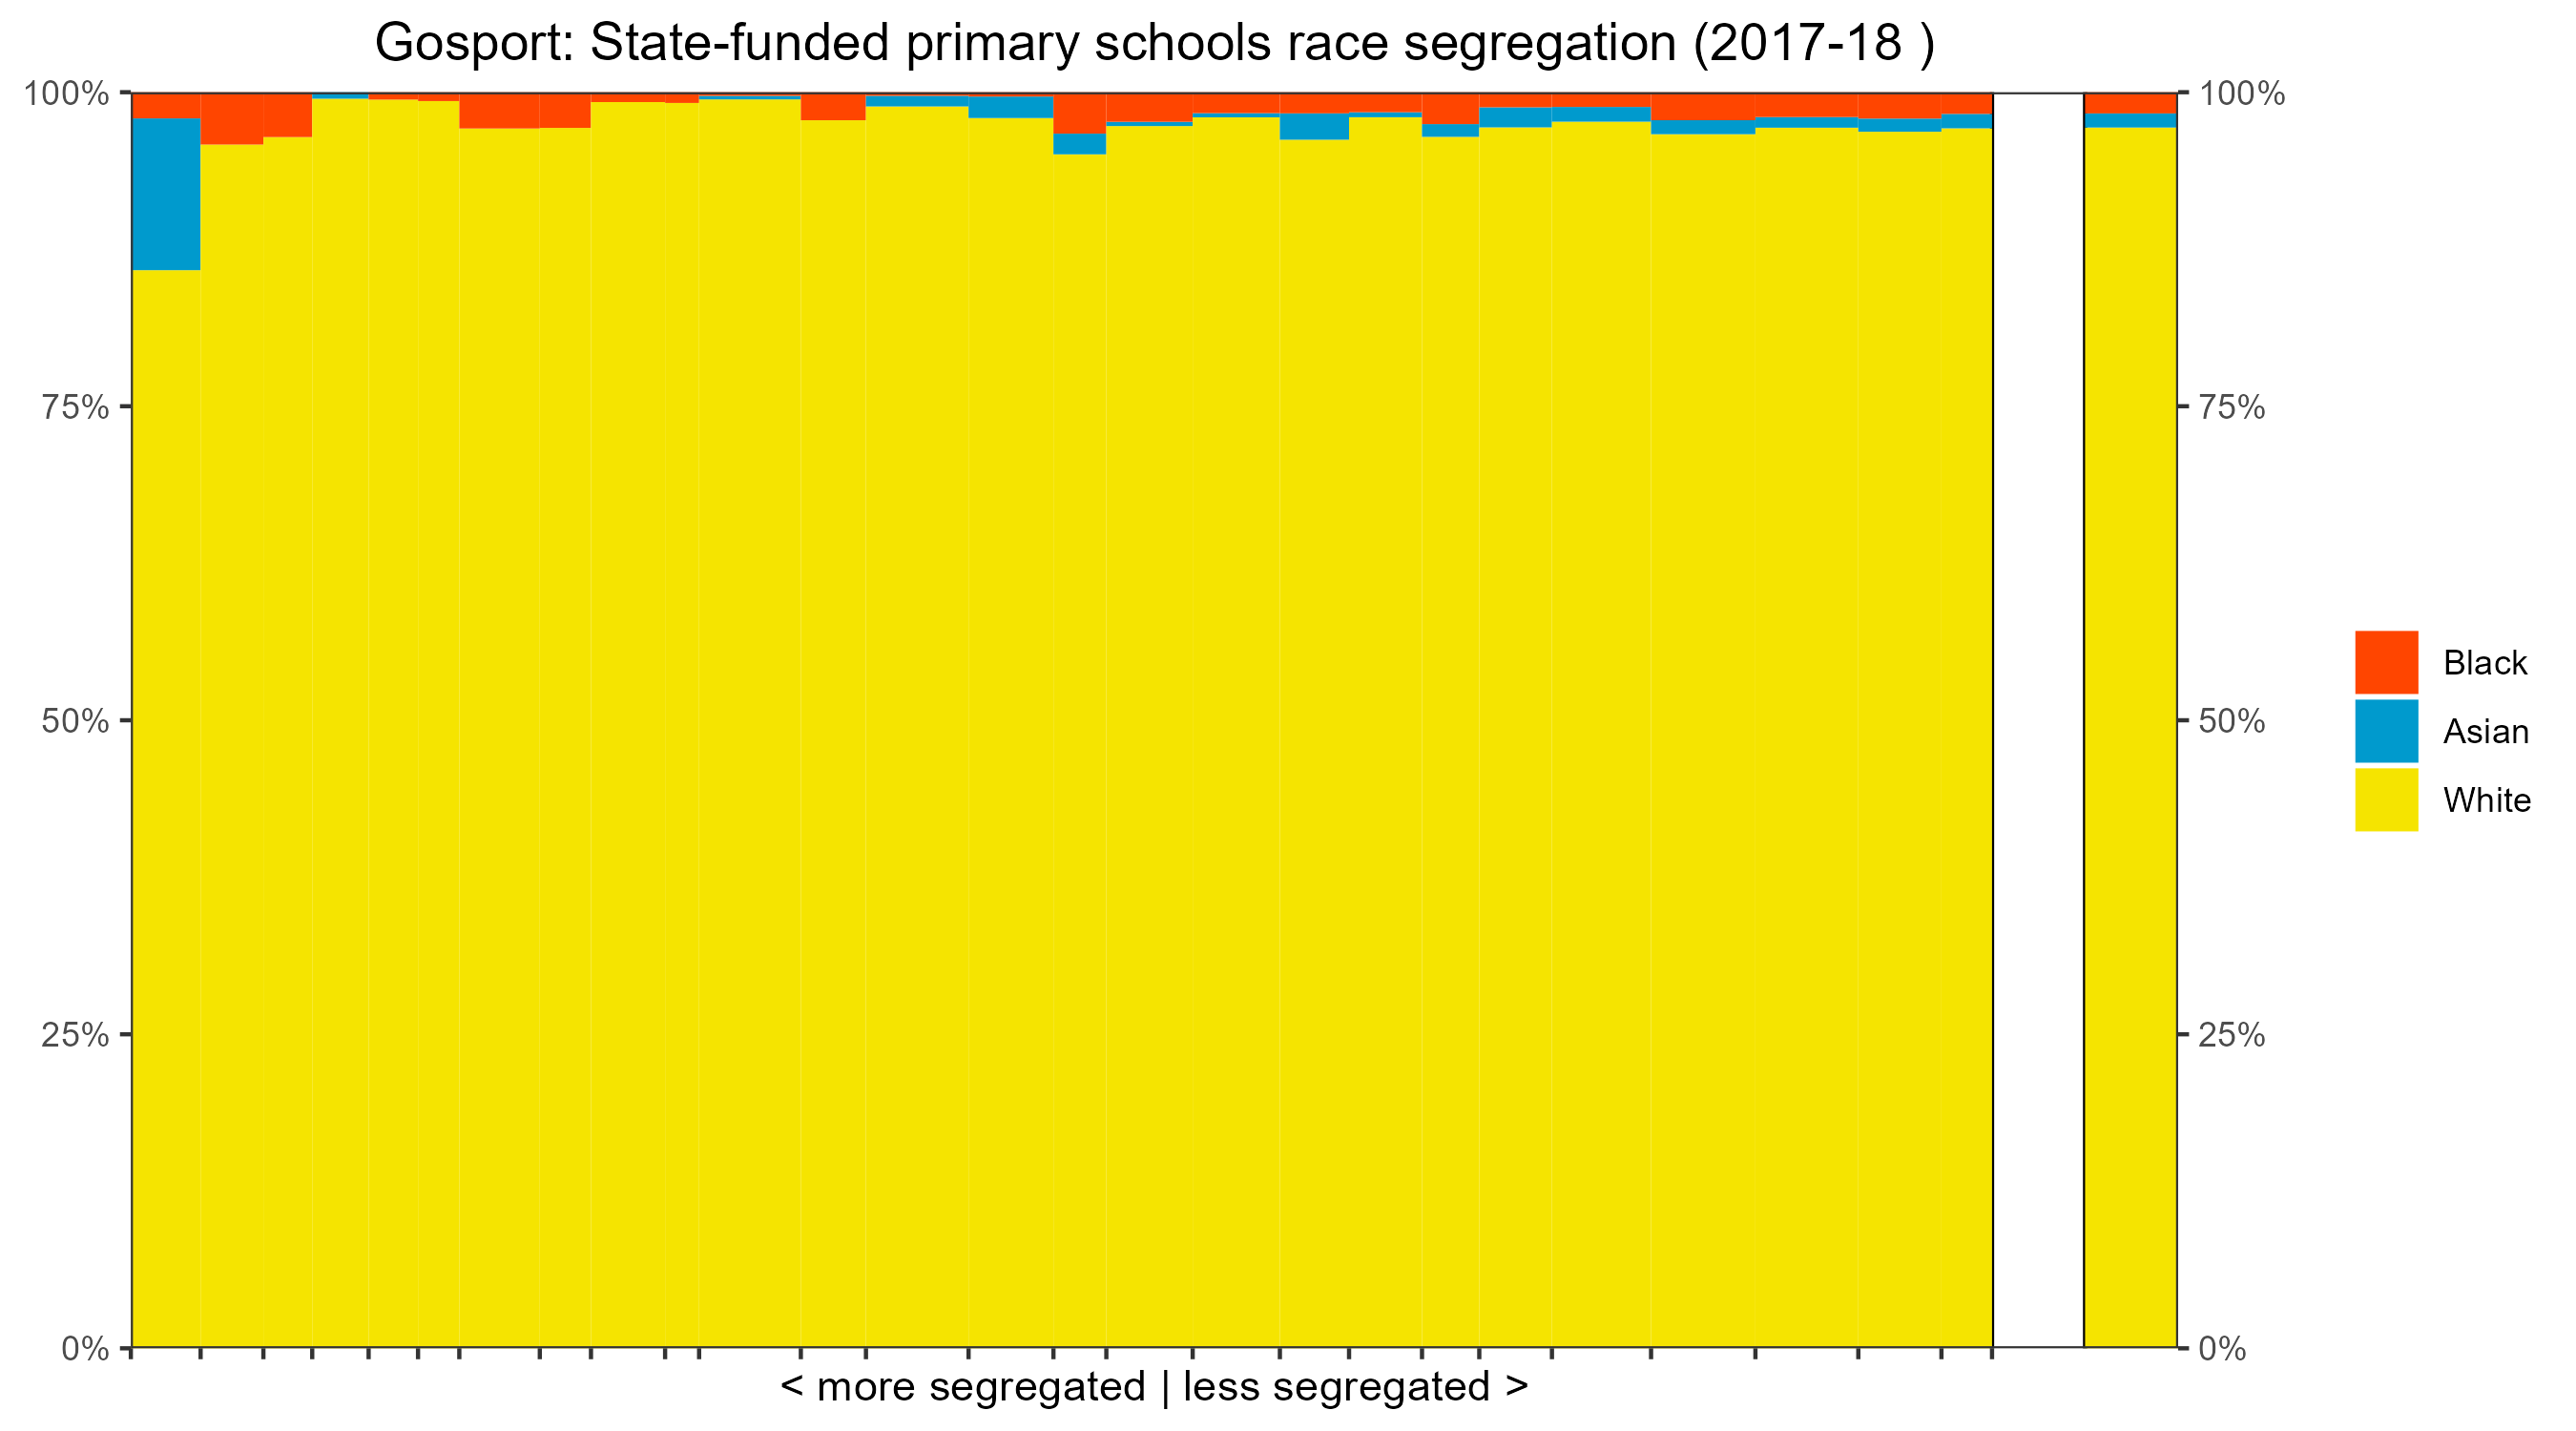 Gosport: State-funded primary schools race segregation (2017-18 )
100%
75%
50%
25%
0%
100%
75%
50%
25%
0%
Black
Asian
White
< more segregated | less segregated >